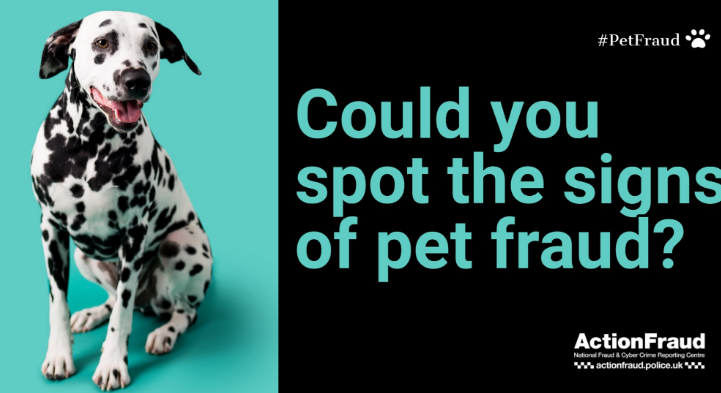 #PetFraud
Could you
spot the signs
of pet fraud?
ActionFraud
National Fraud & Cyber Crime Reporting Centre
actionfraud.police.uk